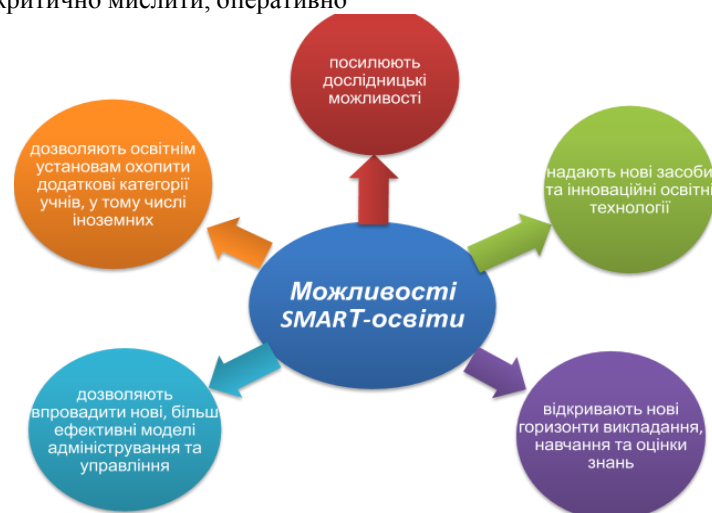 критично мислити, оперативно
посилюють
дослідницькі
можливості
дозволяють освітнім
установам охопити
додаткові категорії
учнів, у тому числі
іноземних
надають нові засоби
та інноваційні освітні
технології
Можливості
SMART-освіти
дозволяють
впровадити нові, більш
ефективні моделі
адміністрування та
управління
відкривають нові
горизонти викладання,
навчання та оцінки
знань